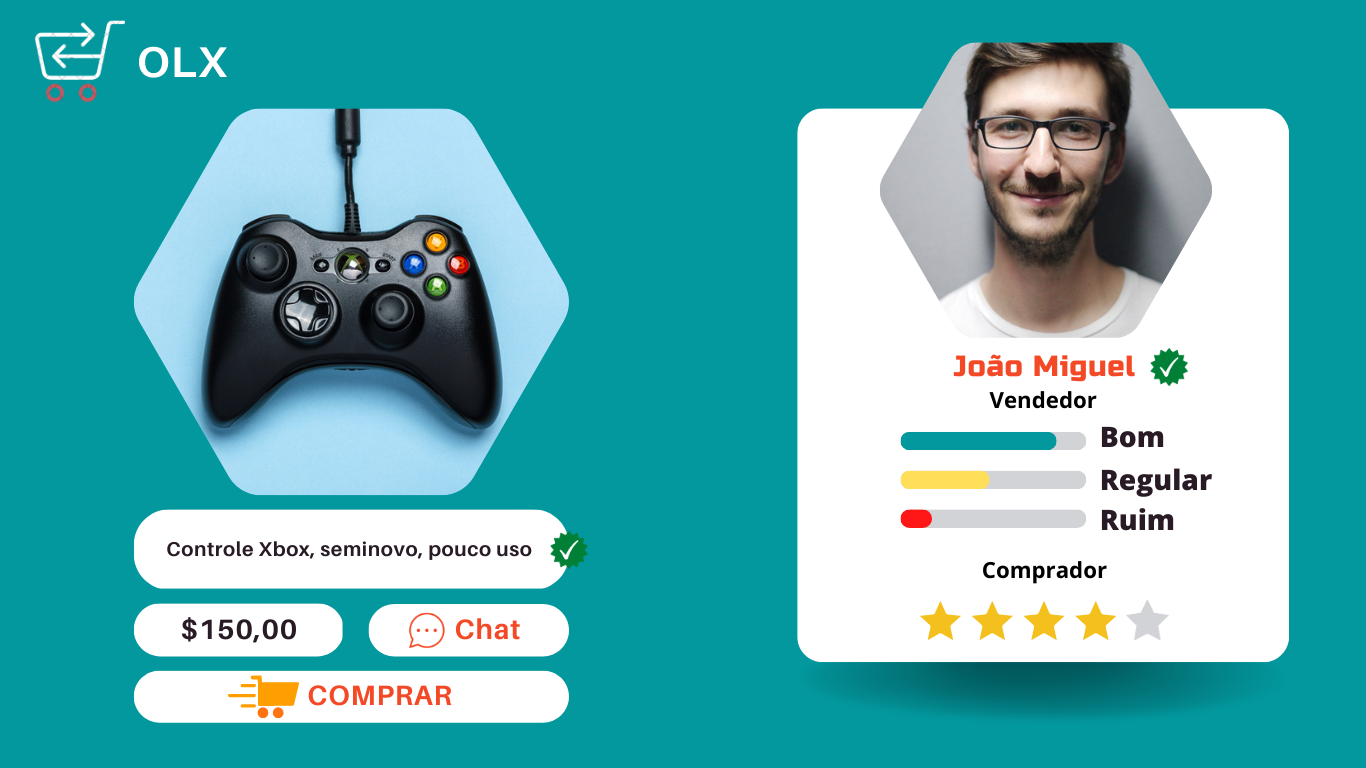 OLX
Controle Xbox, seminovo, pouco uso
$150,00
Chat
COMPRAR
João Miguel
Vendedor
Bom
Regular
Ruim
Comprador